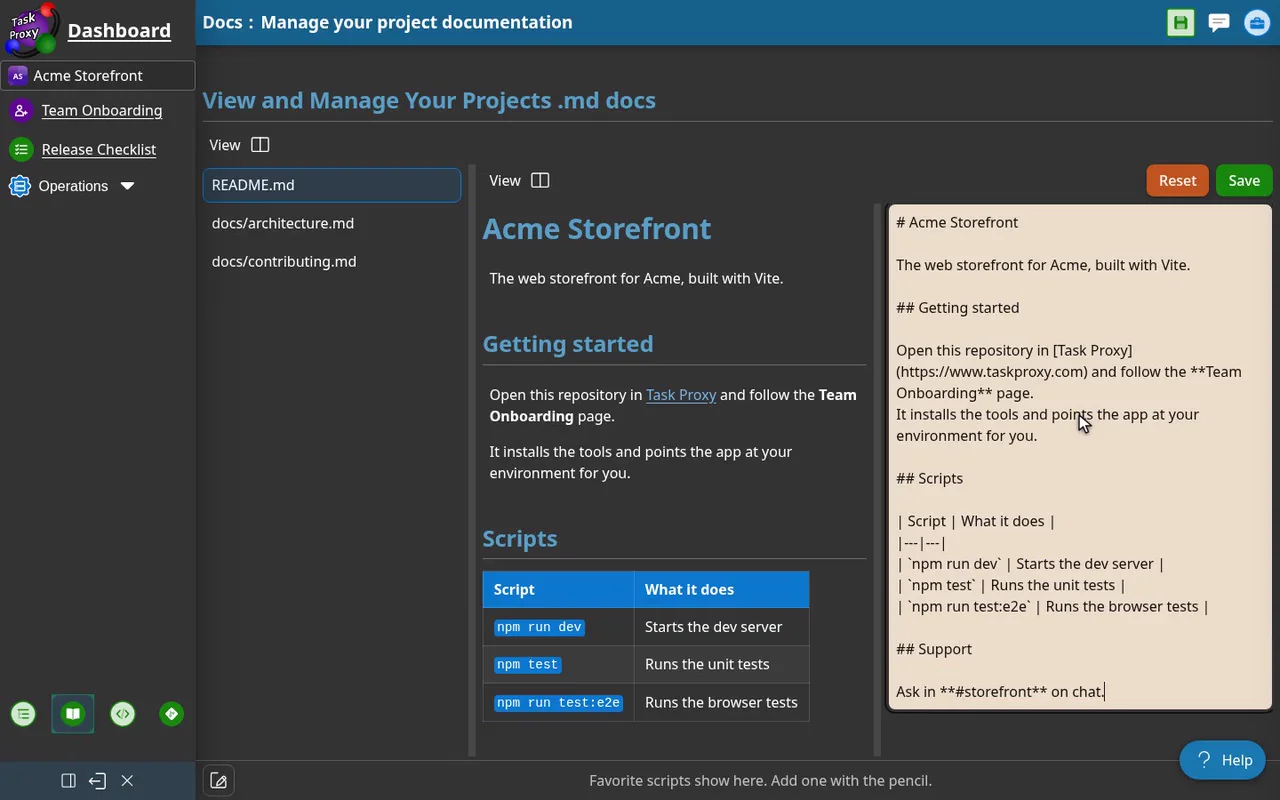 Task
Proxy
Dashboard
AS Acme Storefront
Team Onboarding
Release Checklist
Operations
Docs : Manage your project documentation
View and Manage Your Projects .md docs
View
README.md
docs/architecture.md
docs/contributing.md
View
Reset
Save
Acme Storefront
The web storefront for Acme, built with Vite.
Getting started
Open this repository in Task Proxy and follow the Team
Onboarding page.
It installs the tools and points the app at your
environment for you.
Scripts
Script What it does
npm run dev Starts the dev server
npm test Runs the unit tests
npm run test:e2e Runs the browser tests
# Acme Storefront
The web storefront for Acme, built with Vite.
## Getting started
Open this repository in [Task Proxy]
(https://www.taskproxy.com) and follow the **Team
Onboarding** page.
It installs the tools and points the app at your
environment for you.
## Scripts
| Script | What it does |
|---|---|
| `npm run dev` | Starts the dev server |
| `npm test` | Runs the unit tests |
| `npm run test:e2e` | Runs the browser tests |
## Support
Ask in **#storefront** on chat.
? Help
Favorite scripts show here. Add one with the pencil.